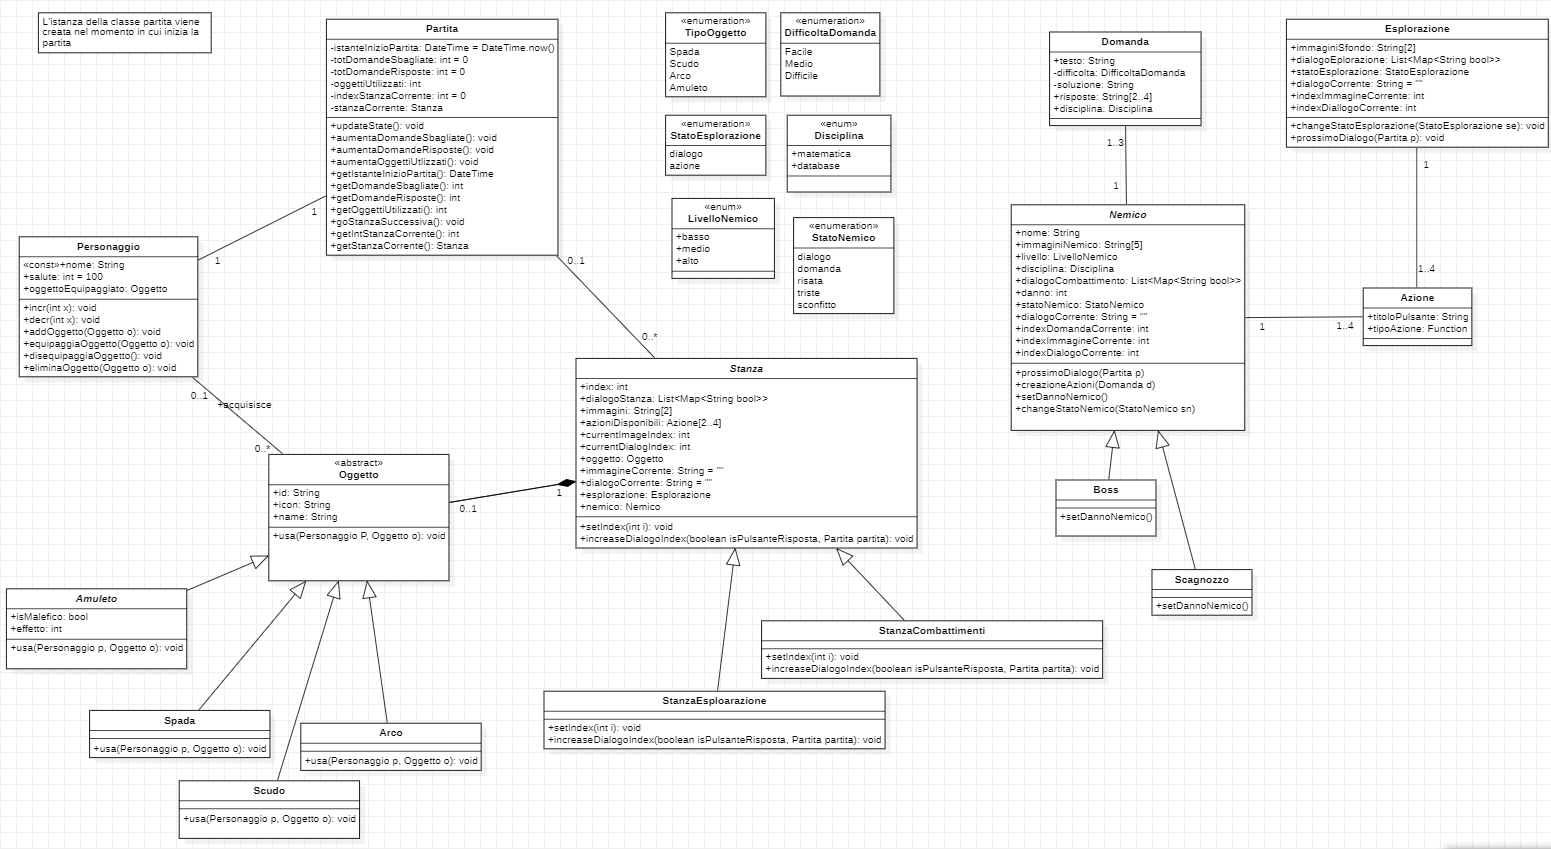 L'istanza della classe partita viene
creata nel momento in cui inizia la
partita
Partita
-istanteInizioPartita: DateTime = DateTime.now()
-totDomandeSbagliate: int = 0
-totDomandeRisposte: int = 0
-oggettiUtilizzati: int
-indexStanzaCorrente: int = 0
-stanzaCorrente: Stanza
+updateState(): void
+aumentaDomandeSbagliate(): void
+aumentaDomandeRisposte(): void
+aumentaOggettiUtlizzati(): void
+getIstanteInizioPartita(): DateTime
+getDomandeSbagliate(): int
+getDomandeRisposte(): int
+getOggettiUtilizzati(): int
+goStanzaSuccessiva(): void
+getIntStanzaCorrente(): int
+getStanzaCorrente(): Stanza
«enumeration»
TipoOggetto
Spada
Scudo
Arco
Amuleto
«enumeration»
DifficoltaDomanda
Facile
Medio
Difficile
«enumeration»
StatoEsplorazione
dialogo
azione
«enum»
Disciplina
+matematica
+database
«enum»
LivelloNemico
+basso
+medio
+alto
«enumeration»
StatoNemico
dialogo
domanda
risata
triste
sconfitto
Domanda
+testo: String
-difficolta: DifficoltaDomanda
-soluzione: String
+risposte: String[2..4]
+disciplina: Disciplina
1..3
1
Esplorazione
+immaginiSfondo: String[2]
+dialogoEplorazione: List<Map<String bool>>
+statoEsplorazione: StatoEsplorazione
+dialogoCorrente: String = ""
+indexImmagineCorrente: int
+indexDiallogoCorrente: int
+changeStatoEsplorazione(StatoEsplorazione se): void
+prossimoDialogo(Partita p): void
1
1..4
Nemico
+nome: String
+immaginiNemico: String[5]
+livello: LivelloNemico
+disciplina: Disciplina
+dialogoCombattimento: List<Map<String bool>>
+danno: int
+statoNemico: StatoNemico
+dialogoCorrente: String = ""
+indexDomandaCorrente: int
+indexImmagineCorrente: int
+indexDialogoCorrente: int
+prossimoDialogo(Partita p)
+creazioneAzioni(Domanda d)
+setDannoNemico()
+changeStatoNemico(StatoNemico sn)
1
1..4
Azione
+titoloPulsante: String
+tipoAzione: Function
Personaggio
«const»+nome: String
+salute: int = 100
+oggettoEquipaggiato: Oggetto
+incr(int x): void
+decr(int x): void
+addOggetto(Oggetto o): void
+equipaggiaOggetto(Oggetto o): void
+disequipaggiaOggetto(): void
+eliminaOggetto(Oggetto o): void
1
1
0..1
0..*
0..1
+acquisisce
0..*
Stanza
+index: int
+dialogoStanza: List<Map<String bool>>
+immagini: String[2]
+azioniDisponibili: Azione[2..4]
+currentImageIndex: int
+currentDialogIndex: int
+oggetto: Oggetto
+immagineCorrente: String = ""
+dialogoCorrente: String = ""
+esplorazione: Esplorazione
+nemico: Nemico
+setIndex(int i): void
+increaseDialogIndex(boolean isPulsanteRisposta, Partita partita): void
«abstract»
Oggetto
+id: String
+icon: String
+name: String
+usa(Personaggio P, Oggetto o): void
0..1
1
Boss
+setDannoNemico()
Scagnozzo
+setDannoNemico()
Amuleto
+isMalefico: bool
+effetto: int
+usa(Personaggio p, Oggetto o): void
StanzaCombattimenti
+setIndex(int i): void
+increaseDialogoIndex(boolean isPulsanteRisposta, Partita partita): void
StanzaEsploarazione
+setIndex(int i): void
+increaseDialogoIndex(boolean isPulsanteRisposta, Partita partita): void
Spada
+usa(Personaggio p, Oggetto o): void
Arco
+usa(Personaggio p, Oggetto o): void
Scudo
+usa(Personaggio p, Oggetto o): void